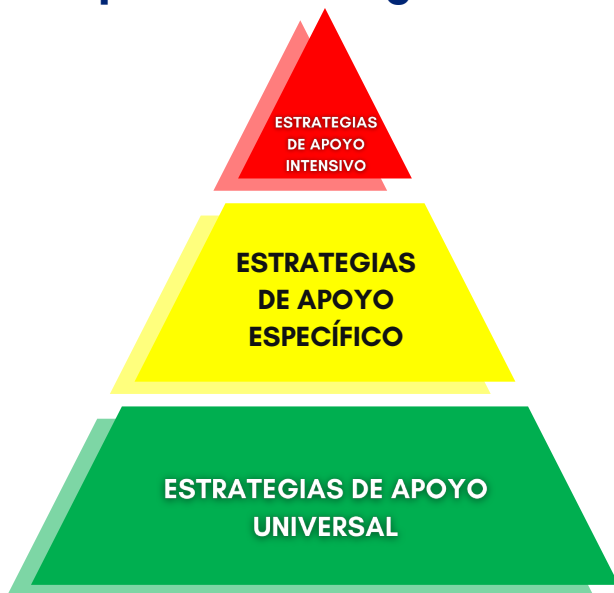 ESTRATEGIAS
DE APOYO
INTENSIVO
ESTRATEGIAS
DE APOYO
ESPECÍFICO
ESTRATEGIAS DE APOYO
UNIVERSAL